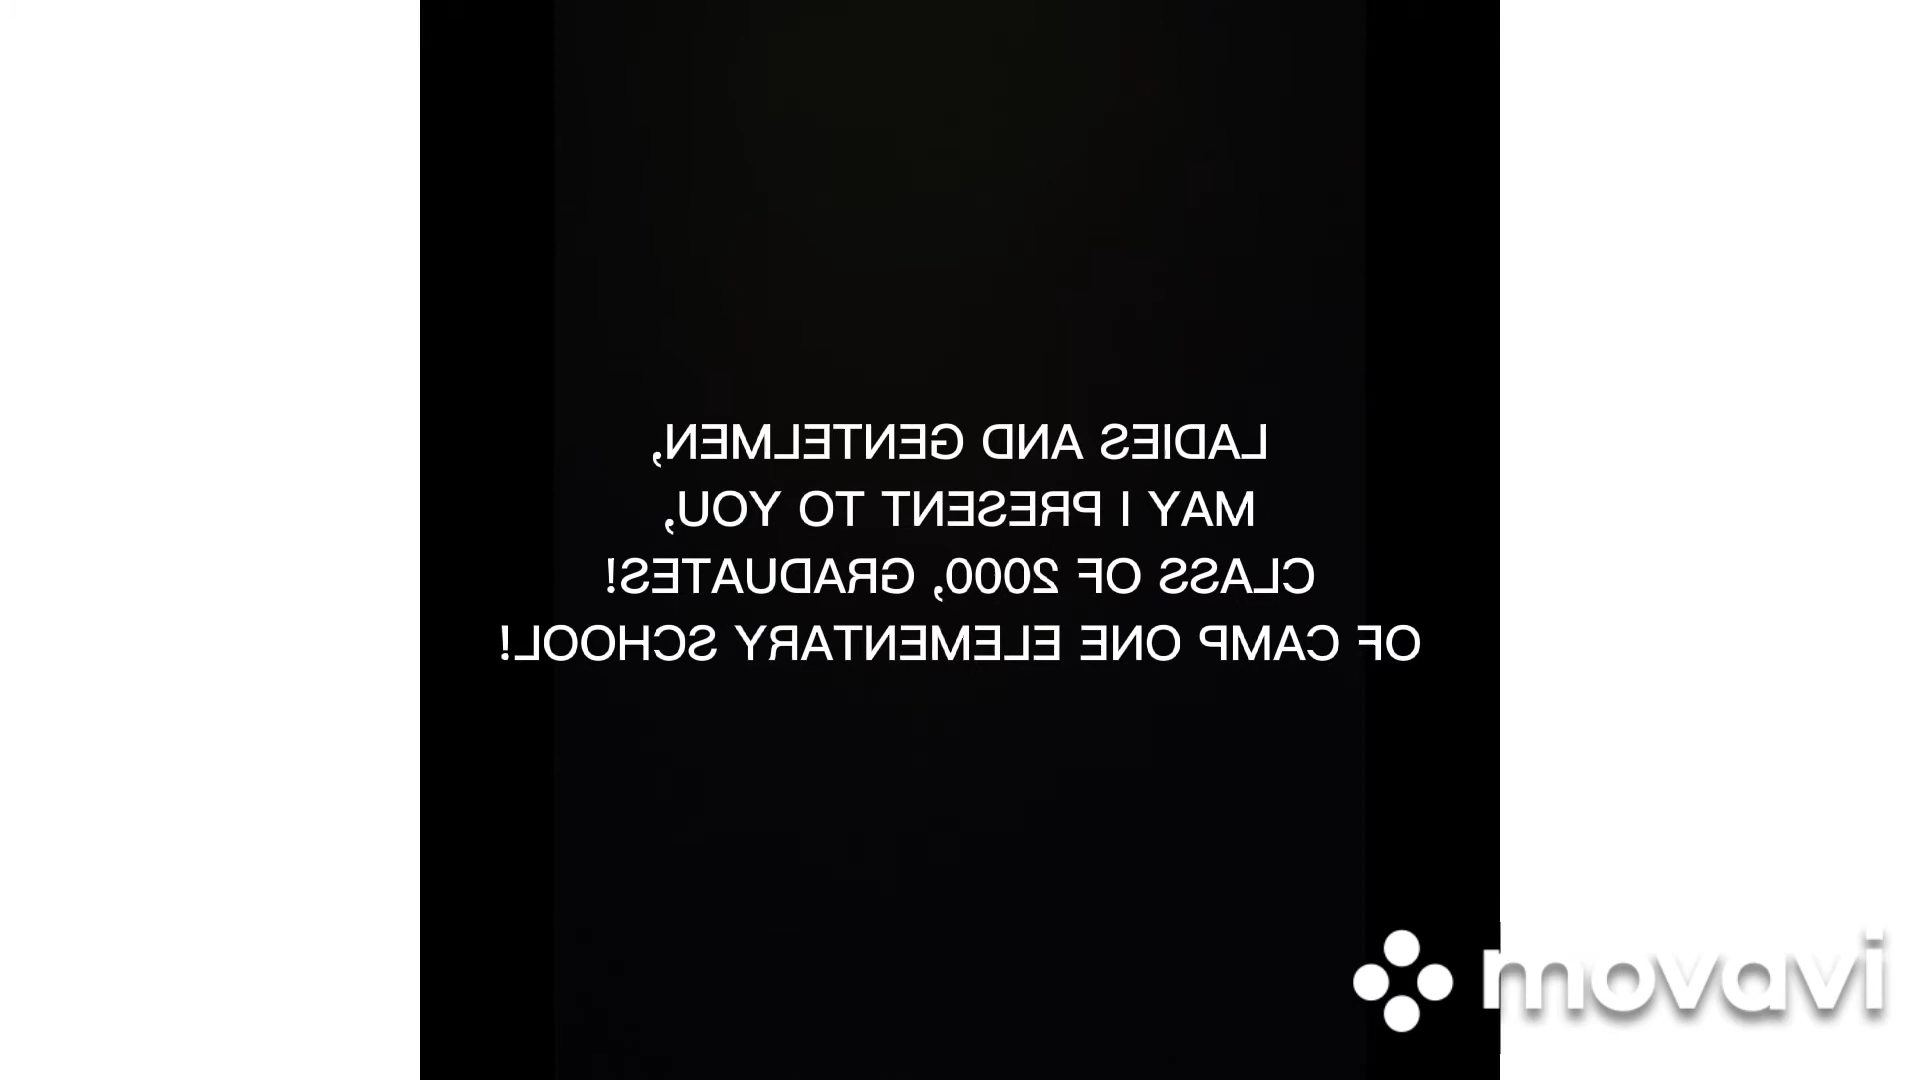 LADIES AND GENTELMEN,
MAY I PRESENT TO YOU,
CLASS OF 2000, GRADUATES!
OF CAMP ONE ELEMENTARY SCHOOL!
movavi